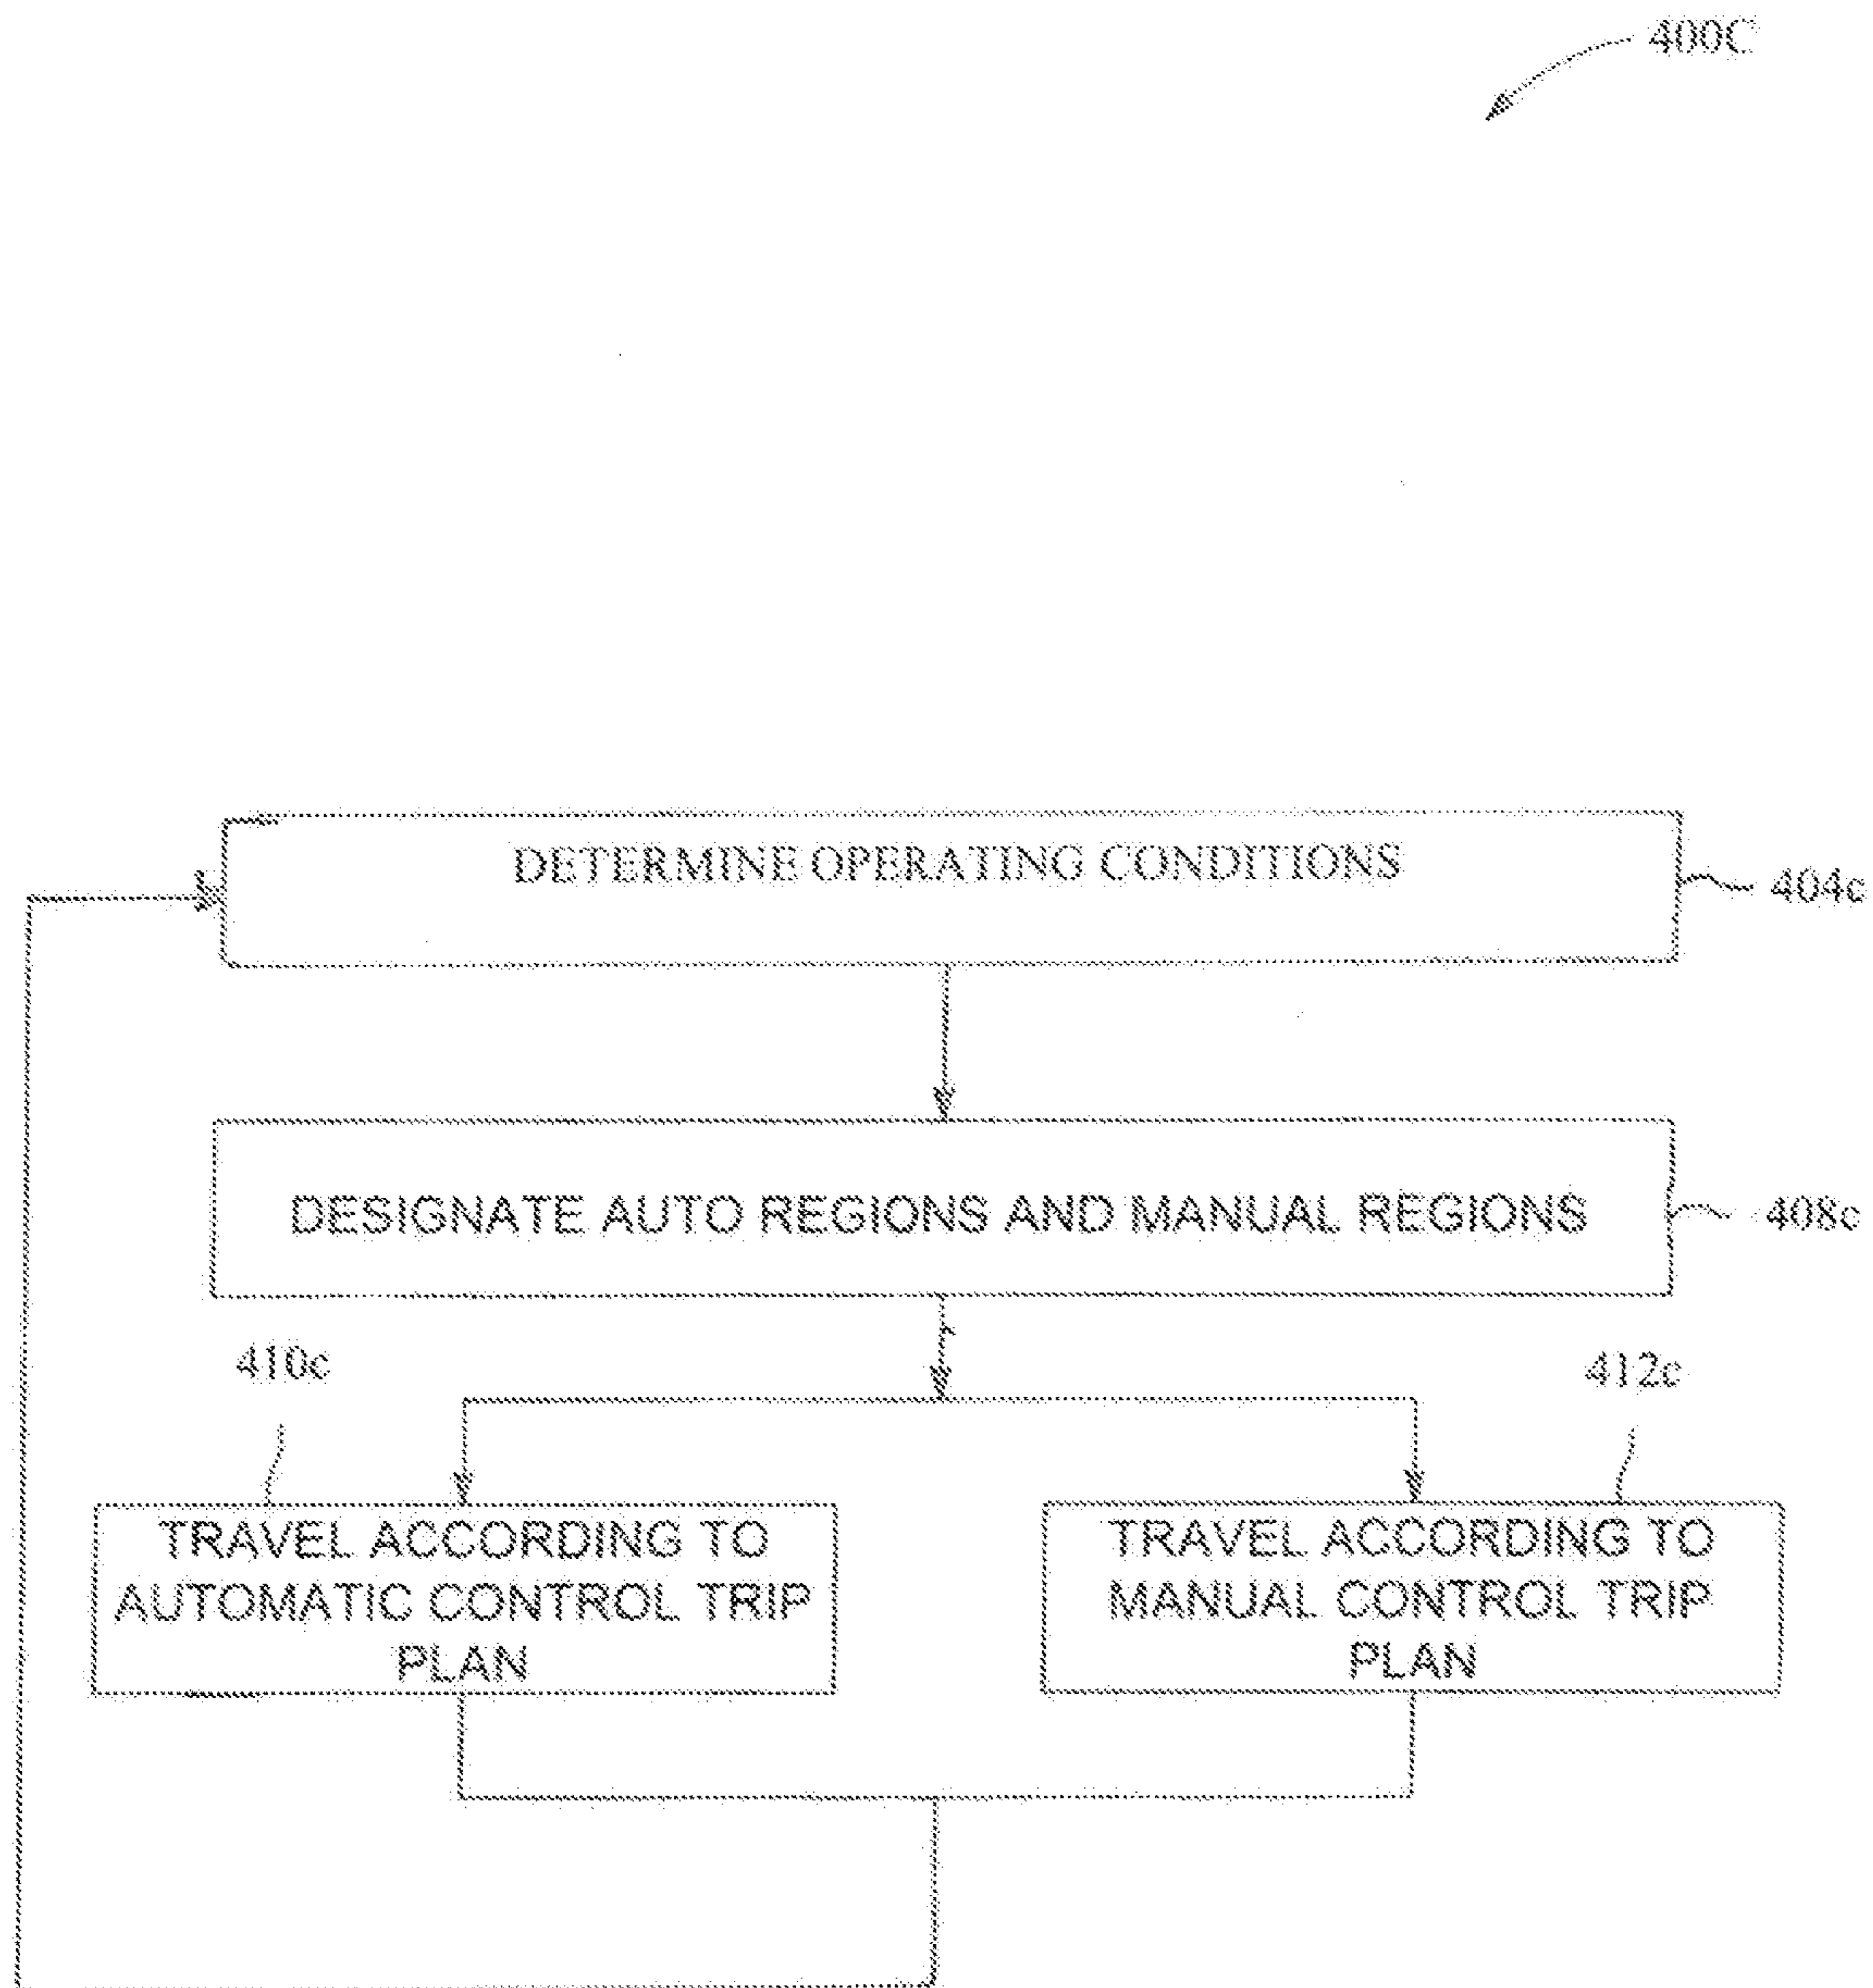 400C
DETERMINE OPERATING CONDITIONS
404c
DESIGNATE AUTO REGIONS AND MANUAL REGIONS
408c
410c
412c
TRAVEL ACCORDING TO
AUTOMATIC CONTROL TRIP
PLAN
TRAVEL ACCORDING TO
MANUAL CONTROL TRIP
PLAN